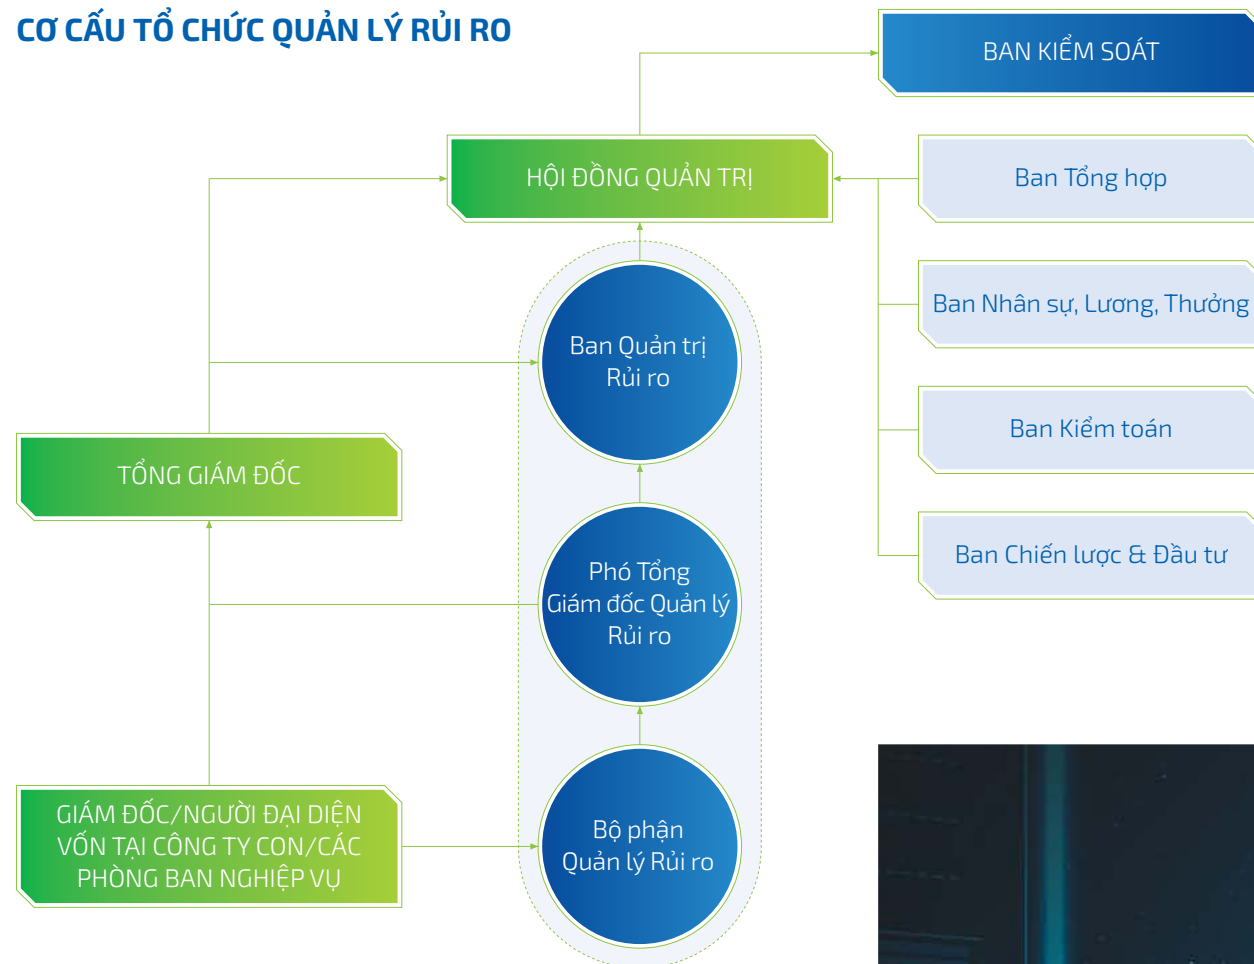 CƠ CẤU TỔ CHỨC QUẢN LÝ RỦI RO
BAN KIỂM SOÁT
HỘI ĐỒNG QUẢN TRỊ
Ban Tổng hợp
Ban Nhân sự, Lương, Thưởng
Ban Quản trị
Rủi ro
Ban Kiểm toán
TỔNG GIÁM ĐỐC
Ban Chiến lược & Đầu tư
Phó Tổng
Giám đốc Quản lý
Rủi ro
GIÁM ĐỐC/NGƯỜI ĐẠI DIỆN
VỐN TẠI CÔNG TY CON/CÁC
PHÒNG BAN NGHIỆP VỤ
Bộ phận
Quản lý Rủi ro